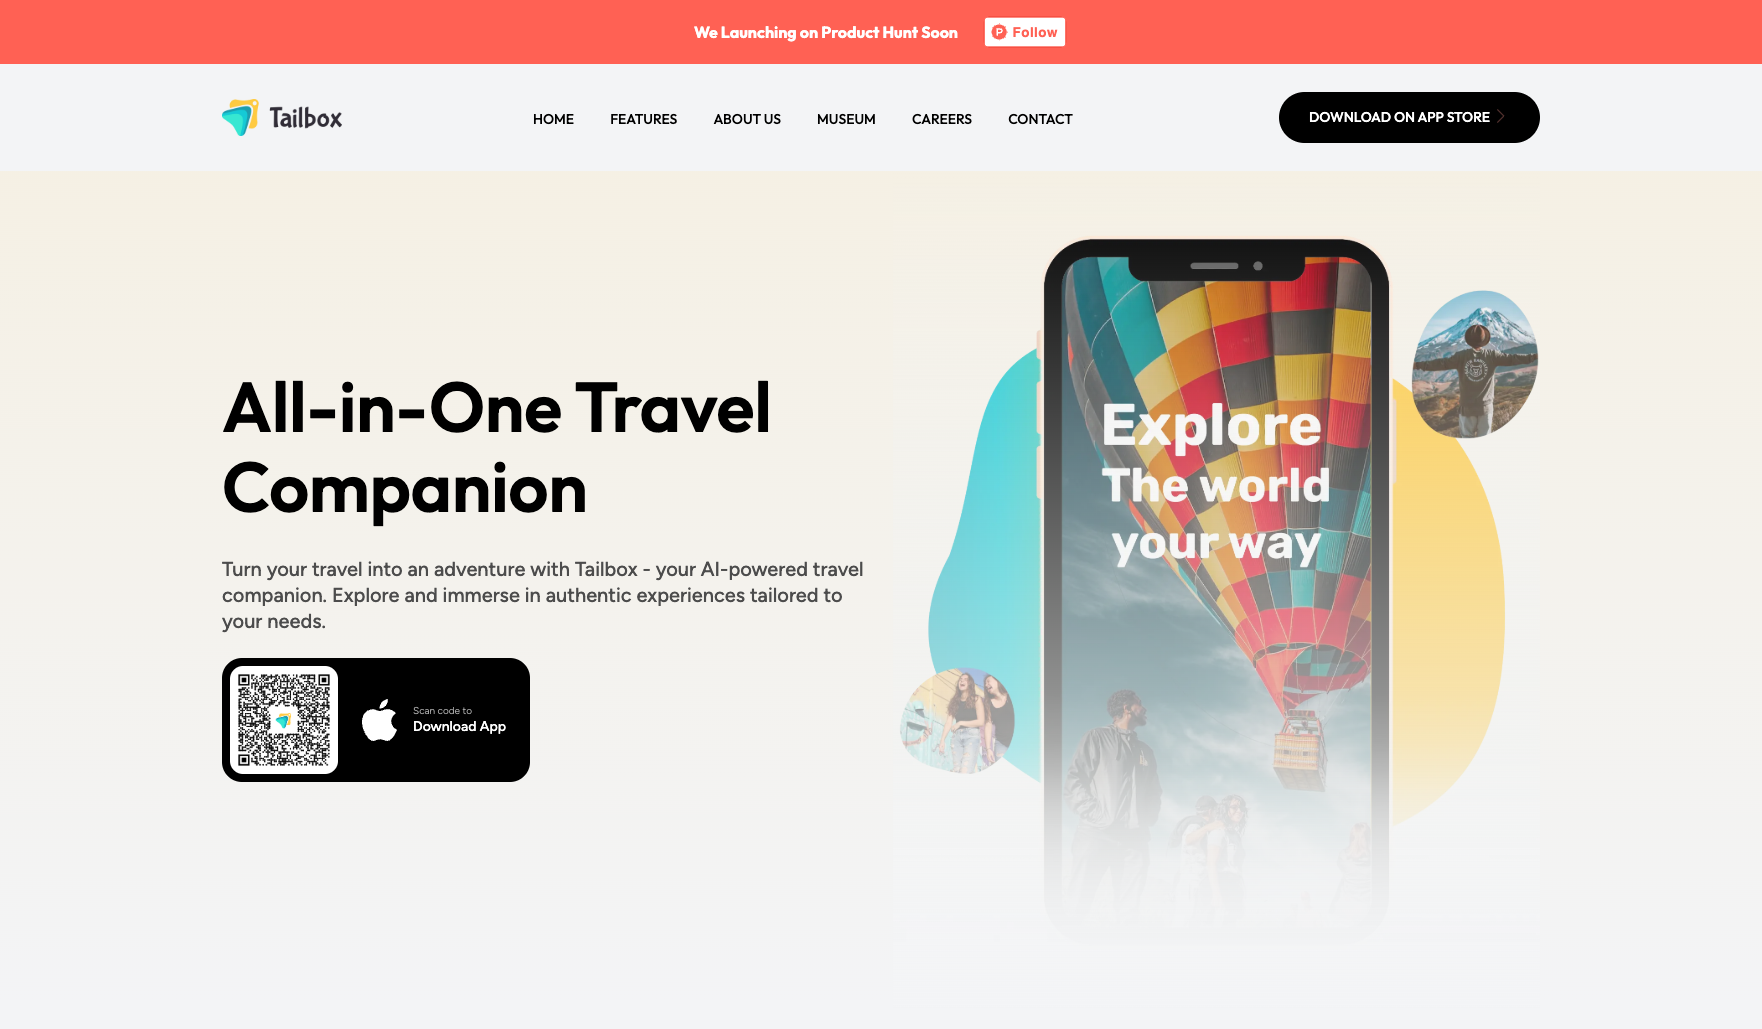 We Launching on Product Hunt Soon
P Follow
Tailbox
HOME
FEATURES
ABOUT US
MUSEUM
CAREERS
CONTACT
DOWNLOAD ON APP STORE
All-in-One Travel
Companion
Turn your travel into an adventure with Tailbox - your AI-powered travel
companion. Explore and immerse in authentic experiences tailored to
your needs.
Scan code to
Download App
Explore
The world
your way